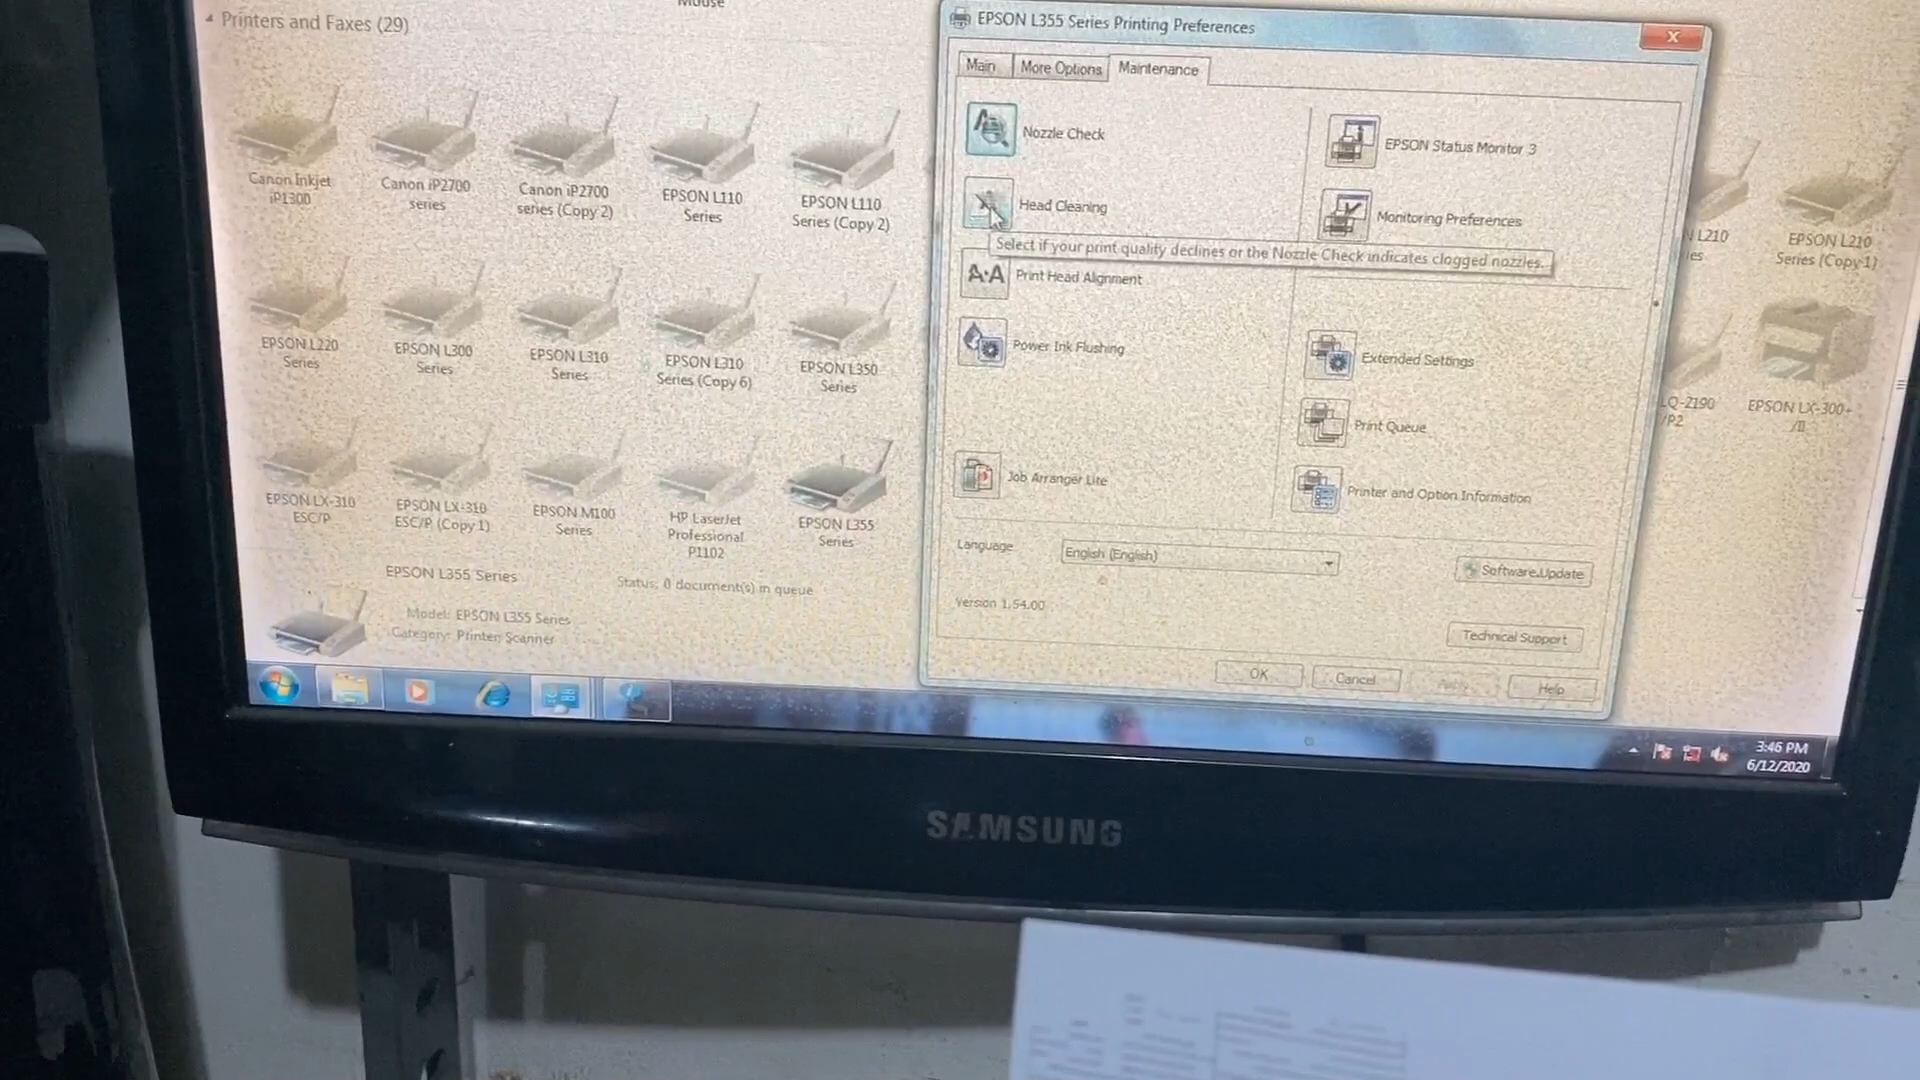 Mouse
Printers and Faxes (29)
Canon Inkjet
iP1300
Canon iP2700
series
Canon iP2700
series (Copy 2)
EPSON L110
Series
EPSON L110
Series (Copy 2)
EPSON L220
Series
EPSON L300
Series
EPSON L310
Series
EPSON L310
Series (Copy 6)
EPSON L350
Series
EPSON LX-310
ESC/P
EPSON LX-310
ESC/P (Copy 1)
EPSON M100
Series
HP LaserJet
Professional
P1102
EPSON L355
Series
EPSON L355 Series
Status: 0 document(s) in queue
Model: EPSON L355 Series
Category: Printer; Scanner
EPSON L355 Series Printing Preferences
Main
More Options
Maintenance
Nozzle Check
Head Cleaning
Select if your print quality declines or the Nozzle Check indicates clogged nozzles.
A·A Print Head Alignment
Power Ink Flushing
Job Arranger Lite
EPSON Status Monitor 3
Monitoring Preferences
Extended Settings
Print Queue
Printer and Option Information
Language
English (English)
Version 1.54.00
Software Update
Technical Support
OK
Cancel
Apply
Help
L210
EPSON L210
Series (Copy 1)
LQ-2190
/P2
EPSON LX-300+
/II
3:46 PM
6/12/2020
SAMSUNG